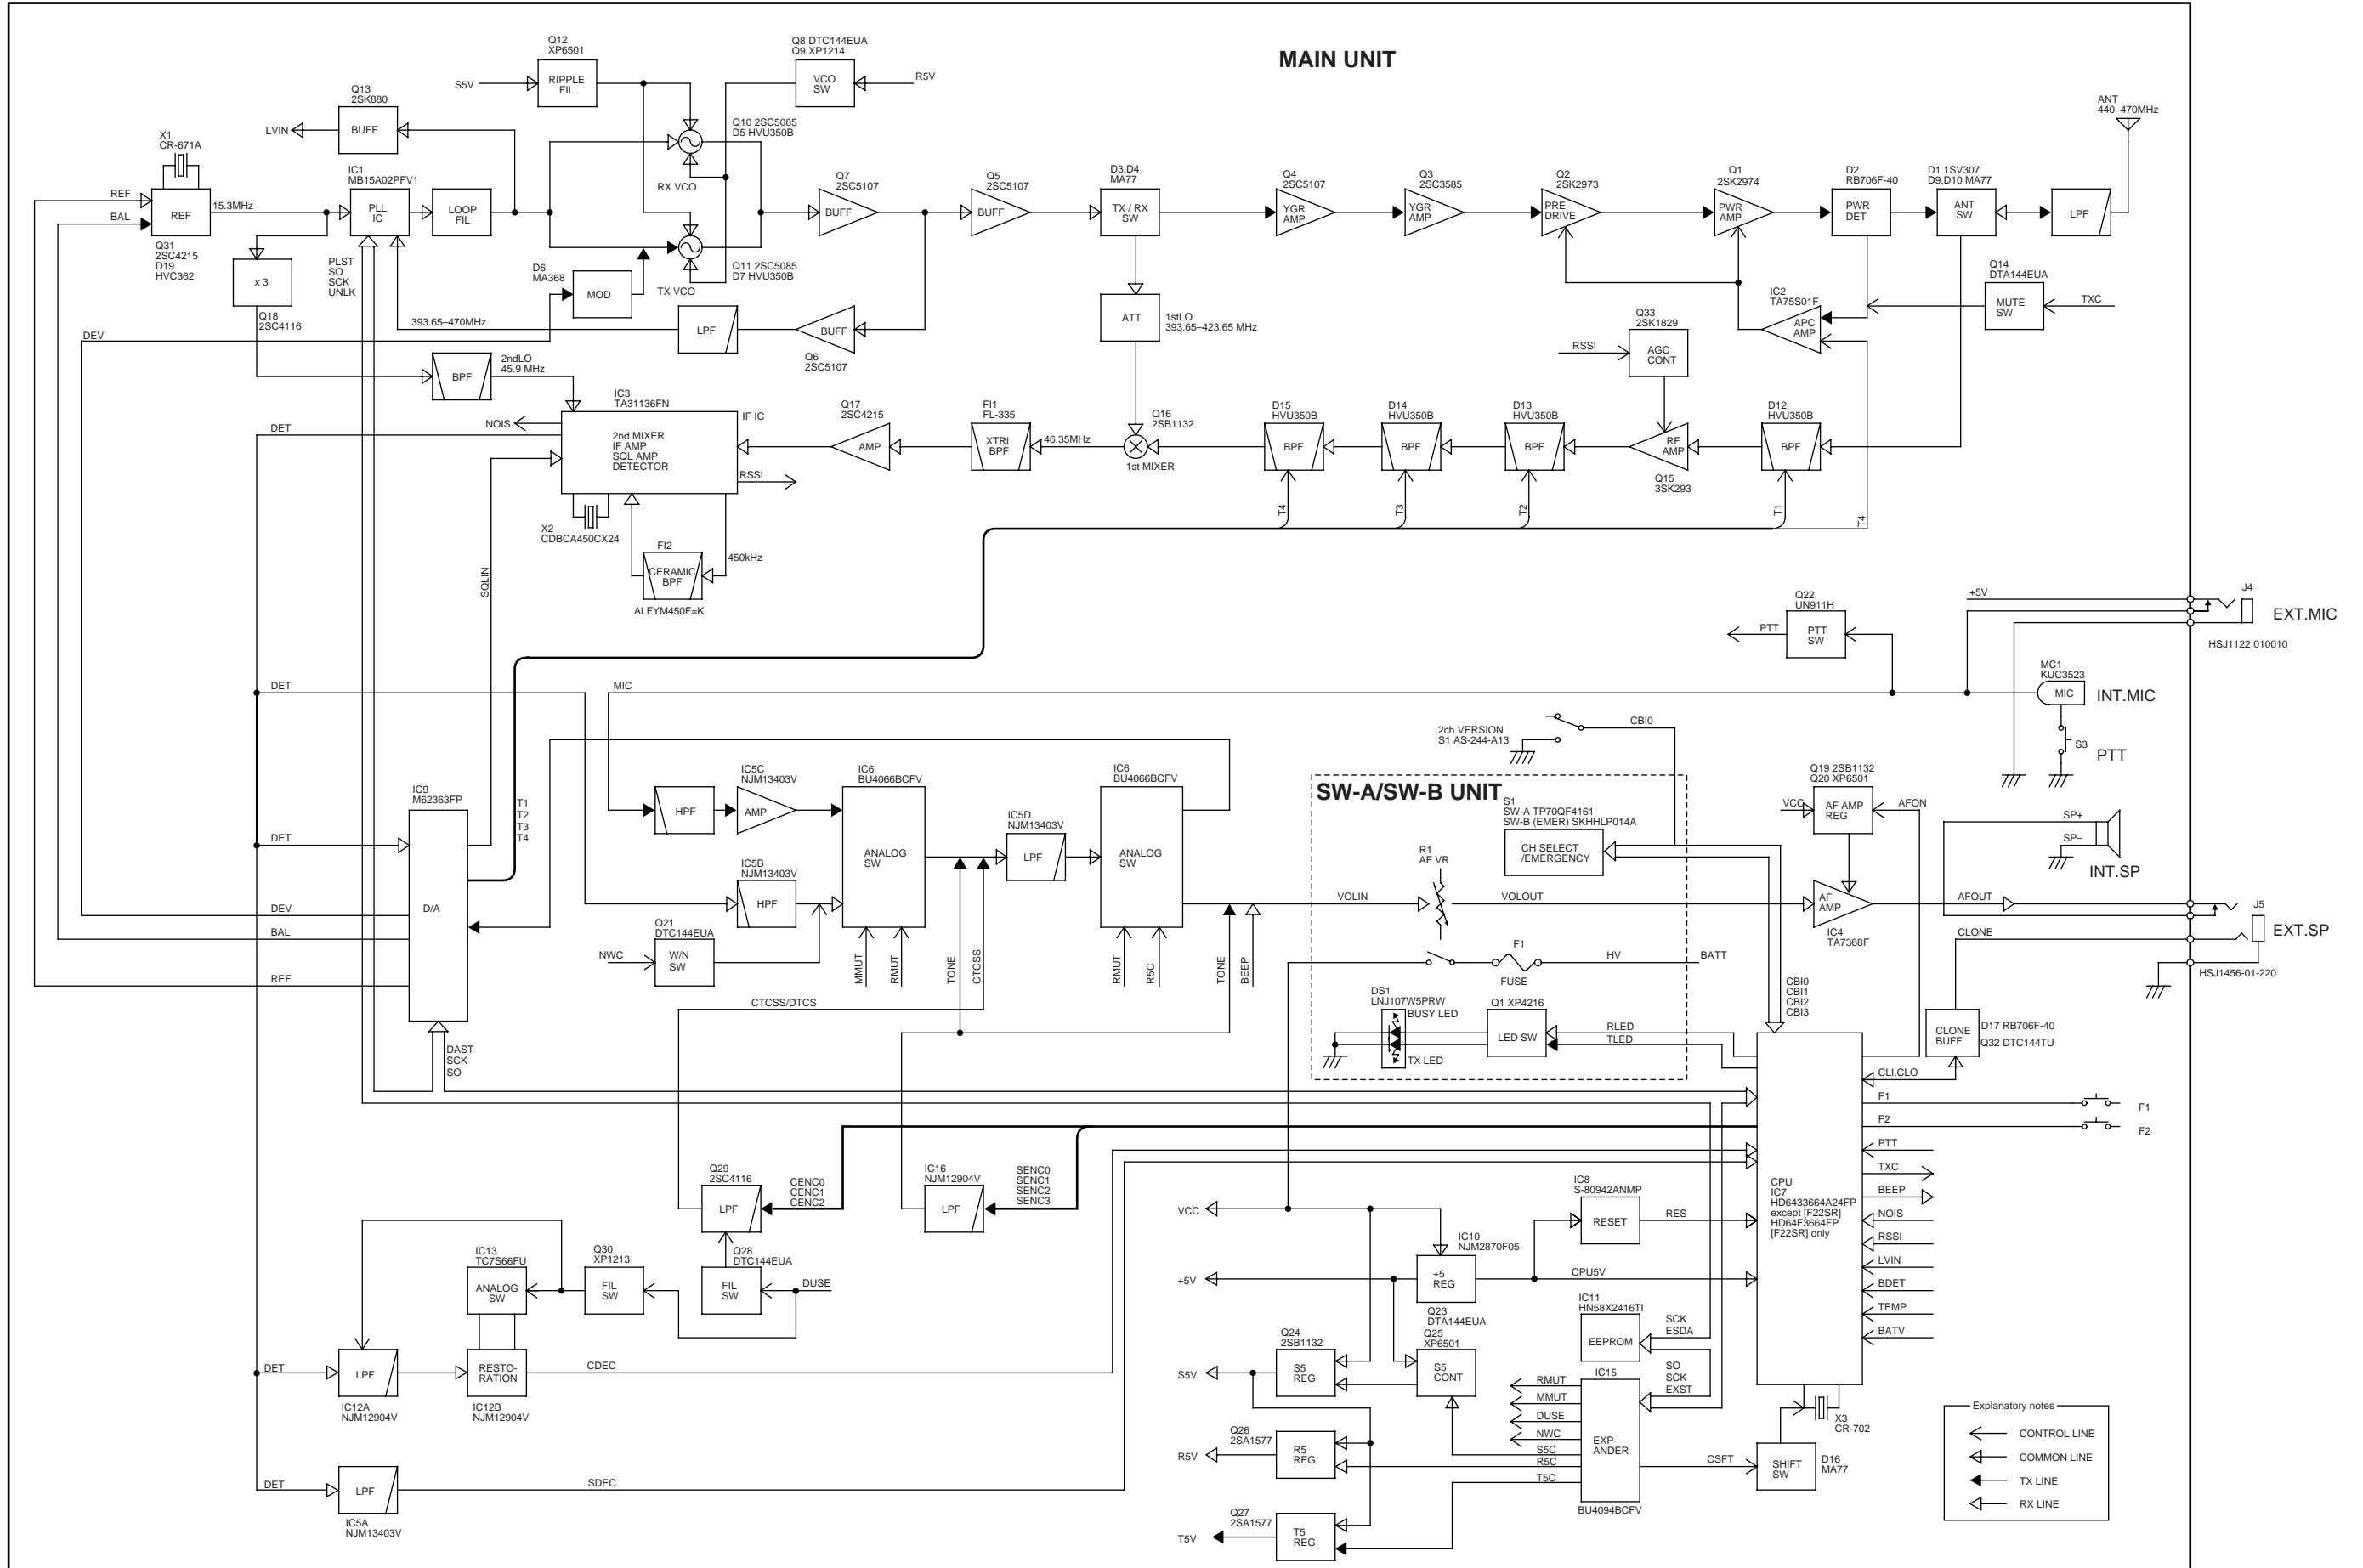 MAIN UNIT
Q12
XP6501
RIPPLE
FIL
S5V
Q8 DTC144EUA
Q9 XP1214
VCO
SW
R5V
Q13
2SK880
BUFF
LVIN
X1
CR-671A
REF
BAL
REF
15.3MHz
Q31
2SC4215
D19
HVC362
IC1
MB15A02PFV1
PLL
IC
LOOP
FIL
PLST
SO
SCK
UNLK
Q10 2SC5085
D5 HVU350B
RX VCO
Q11 2SC5085
D7 HVU350B
TX VCO
D6
MA368
MOD
Q7
2SC5107
BUFF
Q5
2SC5107
BUFF
D3,D4
MA77
TX / RX
SW
Q4
2SC5107
YGR
AMP
Q3
2SC3585
YGR
AMP
Q2
2SK2973
PRE
DRIVE
Q1
2SK2974
PWR
AMP
D2
RB706F-40
PWR
DET
D1 1SV307
D9,D10 MA77
ANT
SW
LPF
ANT
440–470MHz
x 3
Q18
2SC4116
DEV
393.65–470MHz
LPF
BUFF
Q6
2SC5107
ATT
1stLO
393.65–423.65 MHz
Q33
2SK1829
RSSI
AGC
CONT
IC2
TA75S01F
APC
AMP
Q14
DTA144EUA
MUTE
SW
TXC
BPF
2ndLO
45.9 MHz
DET
IC3
TA31136FN
NOIS
IF IC
2nd MIXER
IF AMP
SQL AMP
DETECTOR
RSSI
Q17
2SC4215
AMP
FI1
FL-335
XTRL
BPF
46.35MHz
Q16
2SB1132
1st MIXER
D15
HVU350B
BPF
D14
HVU350B
BPF
D13
HVU350B
BPF
RF
AMP
Q15
3SK293
D12
HVU350B
BPF
T4
T3
T2
T1
T4
X2
CDBCA450CX24
FI2
CERAMIC
BPF
450kHz
ALFYM450F=K
SQLIN
Q22
UN911H
PTT
PTT
SW
+5V
J4
EXT.MIC
HSJ1122 010010
MC1
KUC3523
MIC
INT.MIC
S3
PTT
DET
MIC
2ch VERSION
S1 AS-244-A13
CBI0
IC9
M62363FP
D/A
T1
T2
T3
T4
DET
DEV
BAL
REF
DAST
SCK
SO
HPF
IC5C
NJM13403V
AMP
IC5B
NJM13403V
HPF
Q21
DTC144EUA
NWC
W/N
SW
IC6
BU4066BCFV
ANALOG
SW
MMUT
RMUT
TONE
CTCSS
IC5D
NJM13403V
LPF
IC6
BU4066BCFV
ANALOG
SW
RMUT
R5C
TONE
BEEP
CTCSS/DTCS
SW-A/SW-B UNIT
S1
SW-A TP70QF4161
SW-B (EMER) SKHHLP014A
CH SELECT
/EMERGENCY
R1
AF VR
VOLIN
VOLOUT
F1
FUSE
HV
BATT
DS1
LNJ107W5PRW
BUSY LED
TX LED
Q1 XP4216
LED SW
RLED
TLED
CBI0
CBI1
CBI2
CBI3
Q19 2SB1132
Q20 XP6501
VCC
AF AMP
REG
AFON
AF
AMP
IC4
TA7368F
AFOUT
SP+
SP–
INT.SP
J5
EXT.SP
HSJ1456-01-220
CLONE
CLONE
BUFF
D17 RB706F-40
Q32 DTC144TU
CLI,CLO
F1
F1
F2
F2
PTT
TXC
BEEP
NOIS
RSSI
LVIN
BDET
TEMP
BATV
CPU
IC7
HD6433664A24FP
except [F22SR]
HD64F3664FP
[F22SR] only
Q29
2SC4116
LPF
CENC0
CENC1
CENC2
IC16
NJM12904V
LPF
SENC0
SENC1
SENC2
SENC3
Q28
DTC144EUA
FIL
SW
DUSE
Q30
XP1213
FIL
SW
IC13
TC7S66FU
ANALOG
SW
DET
LPF
IC12A
NJM12904V
RESTO-
RATION
IC12B
NJM12904V
CDEC
DET
LPF
IC5A
NJM13403V
SDEC
VCC
+5V
IC10
NJM2870F05
+5
REG
CPU5V
IC8
S-80942ANMP
RESET
RES
Q24
2SB1132
S5
REG
S5V
Q23
DTA144EUA
Q25
XP6501
S5
CONT
IC11
HN58X2416TI
EEPROM
SCK
ESDA
SO
SCK
EXST
IC15
EXP-
ANDER
BU4094BCFV
RMUT
MMUT
DUSE
NWC
S5C
R5C
T5C
Q26
2SA1577
R5
REG
R5V
Q27
2SA1577
T5
REG
T5V
CSFT
SHIFT
SW
D16
MA77
X3
CR-702
Explanatory notes
CONTROL LINE
COMMON LINE
TX LINE
RX LINE